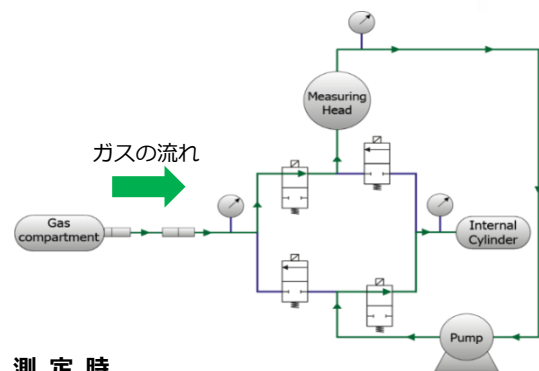 Measuring
Head
ガスの流れ
Gas
compartment
Internal
Cylinder
Pump
測 定 時